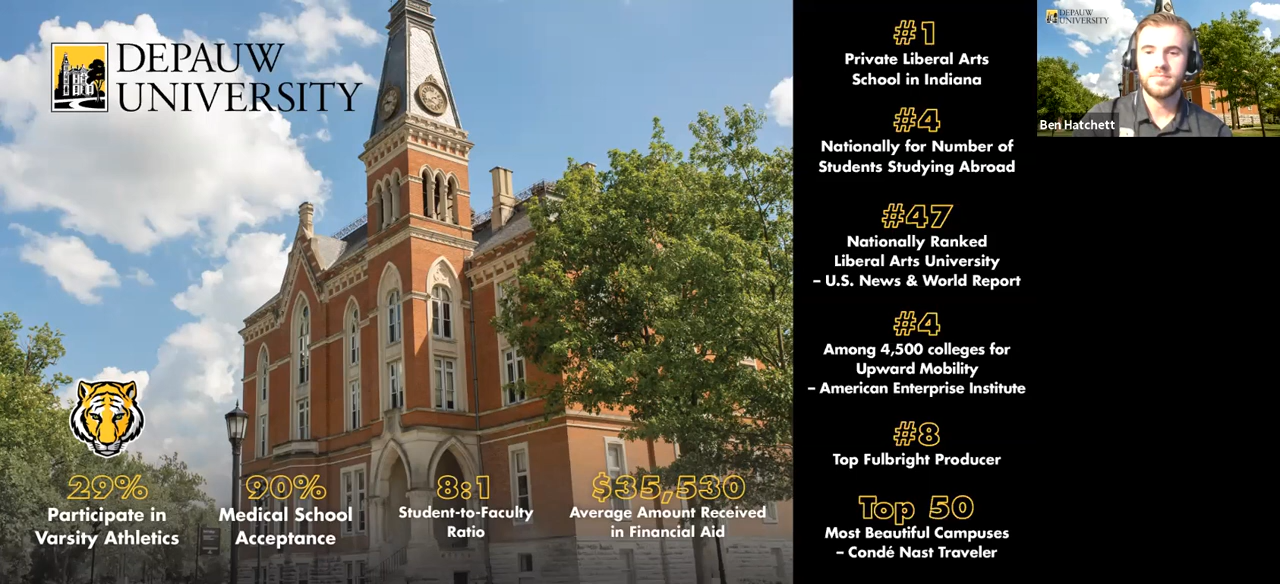 DEPAUW
UNIVERSITY
29%
Participate in
Varsity Athletics
90%
Medical School
Acceptance
8:1
Student-to-Faculty
Ratio
$35,530
Average Amount Received
in Financial Aid
#1
Private Liberal Arts
School in Indiana
#4
Nationally for Number of
Students Studying Abroad
#47
Nationally Ranked
Liberal Arts University
– U.S. News & World Report
#4
Among 4,500 colleges for
Upward Mobility
– American Enterprise Institute
#8
Top Fulbright Producer
Top 50
Most Beautiful Campuses
– Condé Nast Traveler
DEPAUW
UNIVERSITY
Ben Hatchett